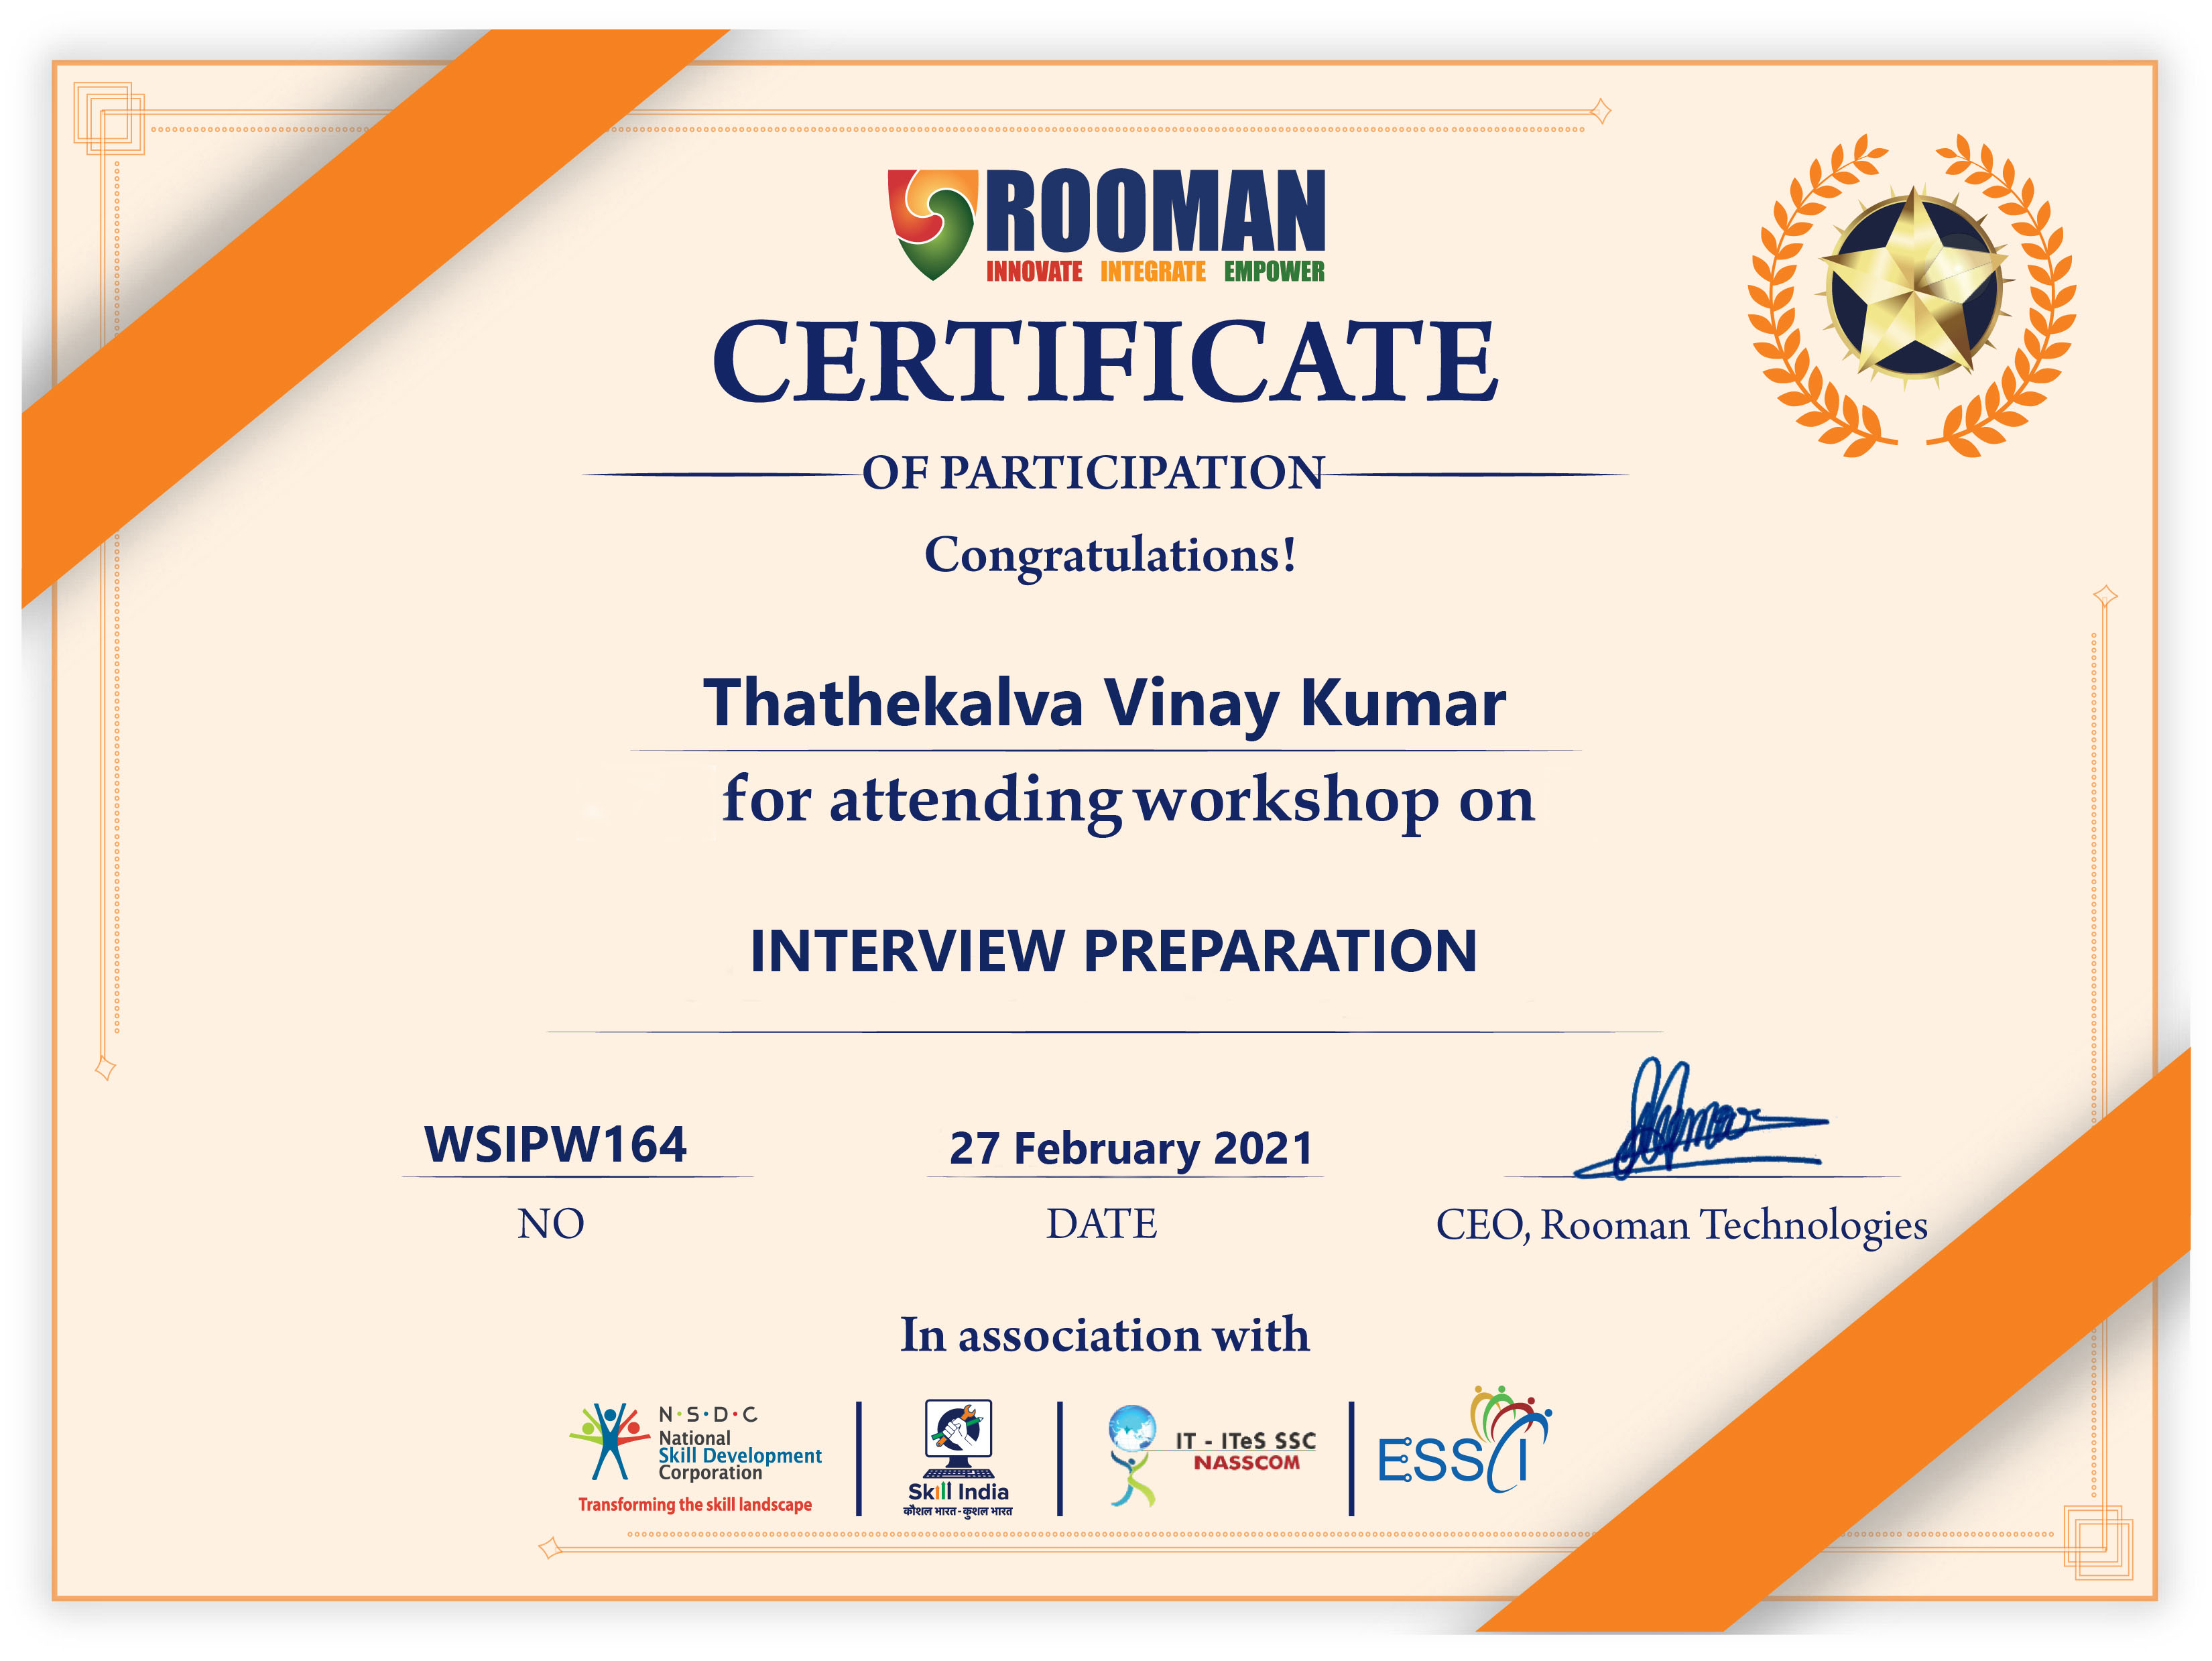 ROOMAN
INNOVATE INTEGRATE EMPOWER
CERTIFICATE
OF PARTICIPATION
Congratulations!
Thathekalva Vinay Kumar
for attending workshop on
INTERVIEW PREPARATION
WSIPW164
NO
27 February 2021
DATE
CEO, Rooman Technologies
In association with
N·S·D·C
National
Skill Development
Corporation
Transforming the skill landscape
Skill India
कौशल भारत-कुशल भारत
IT - ITeS SSC
NASSCOM
ESSCI